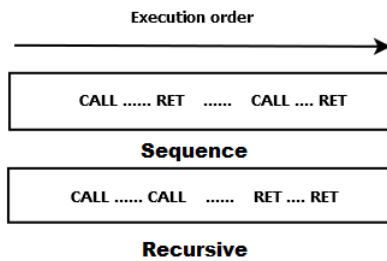 Execution order
CALL ...... RET ...... CALL .... RET
Sequence
CALL ...... CALL ...... RET .... RET
Recursive